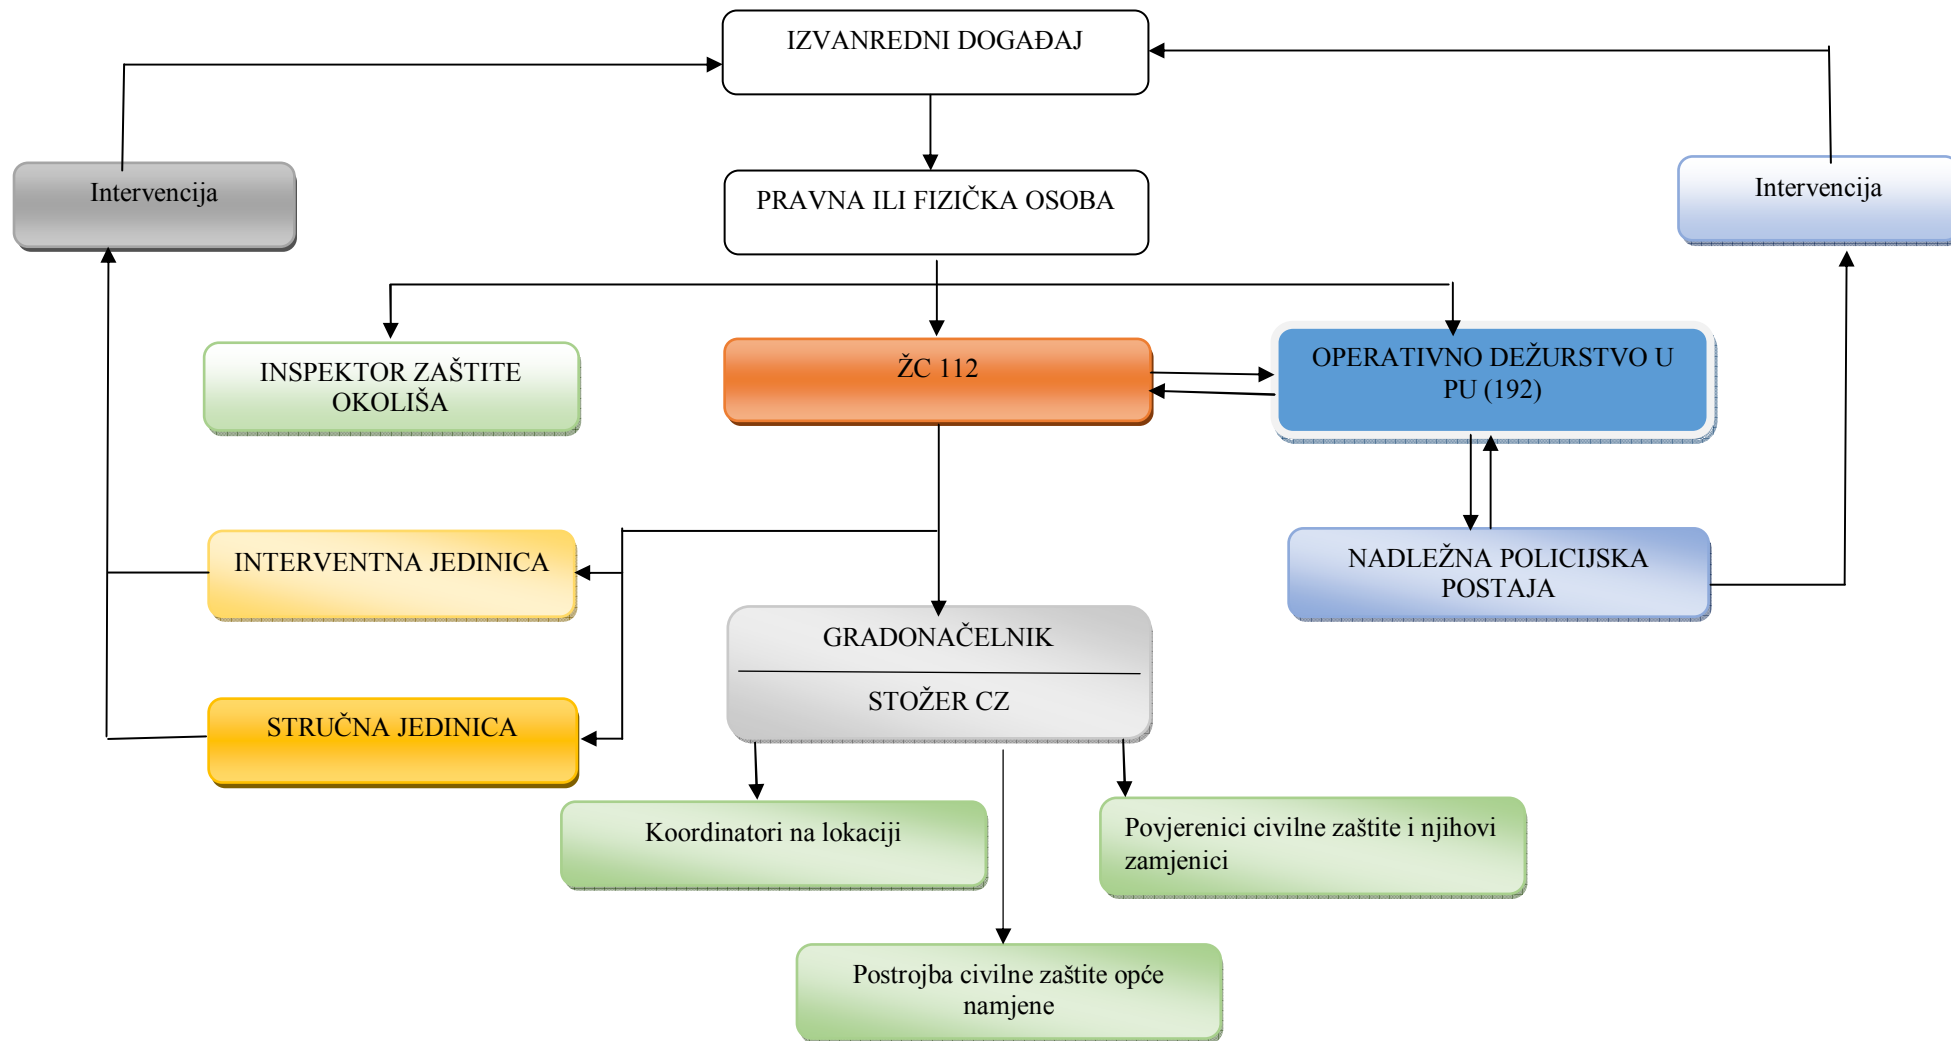 IZVANREDNI DOGAĐAJ
Intervencija
PRAVNA ILI FIZIČKA OSOBA
Intervencija
INSPEKTOR ZAŠTITE
OKOLIŠA
ŽC 112
OPERATIVNO DEŽURSTVO U
PU (192)
INTERVENTNA JEDINICA
NADLEŽNA POLICIJSKA
POSTAJA
GRADONAČELNIK
STOŽER CZ
STRUČNA JEDINICA
Koordinatori na lokaciji
Povjerenici civilne zaštite i njihovi
zamjenici
Postrojba civilne zaštite opće
namjene